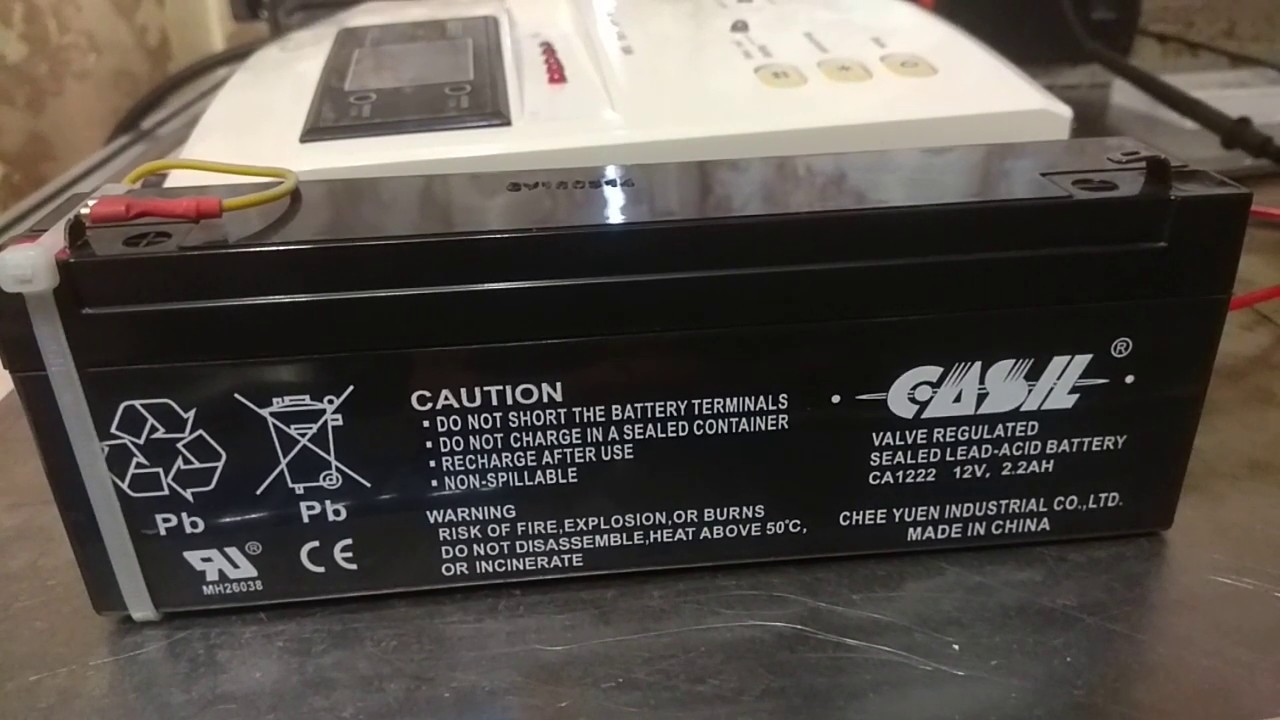 CAUTION
▪ DO NOT SHORT THE BATTERY TERMINALS
▪ DO NOT CHARGE IN A SEALED CONTAINER
▪ RECHARGE AFTER USE
▪ NON-SPILLABLE
WARNING
RISK OF FIRE,EXPLOSION,OR BURNS
DO NOT DISASSEMBLE,HEAT ABOVE 50℃,
OR INCINERATE
Pb
Pb
®
MH26038
CE
CASIL®
VALVE REGULATED
SEALED LEAD-ACID BATTERY
CA1222 12V, 2.2AH
CHEE YUEN INDUSTRIAL CO.,LTD.
MADE IN CHINA